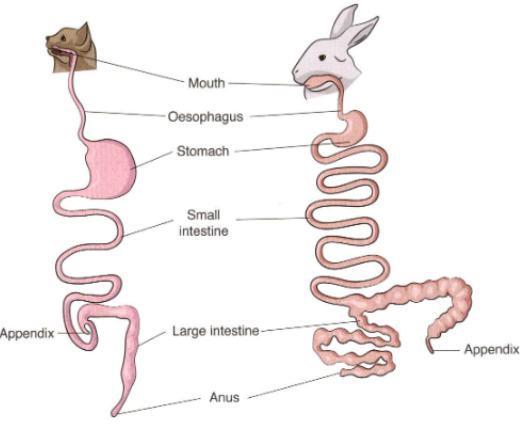 Mouth
Oesophagus
Stomach
Small
intestine
Appendix
Large intestine
Appendix
Anus